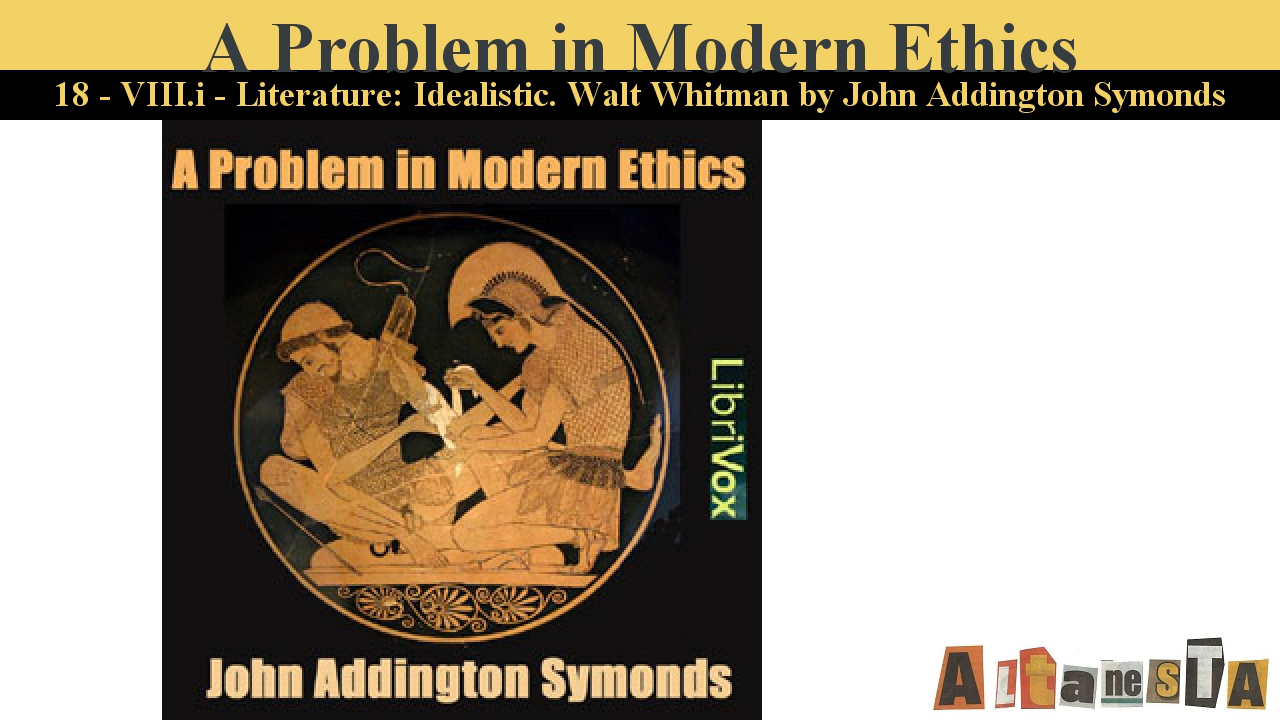 A Problem in Modern Ethics
18 - VIII.i - Literature: Idealistic. Walt Whitman by John Addington Symonds
A Problem in Modern Ethics
LibriVox
John Addington Symonds
AltanesTA